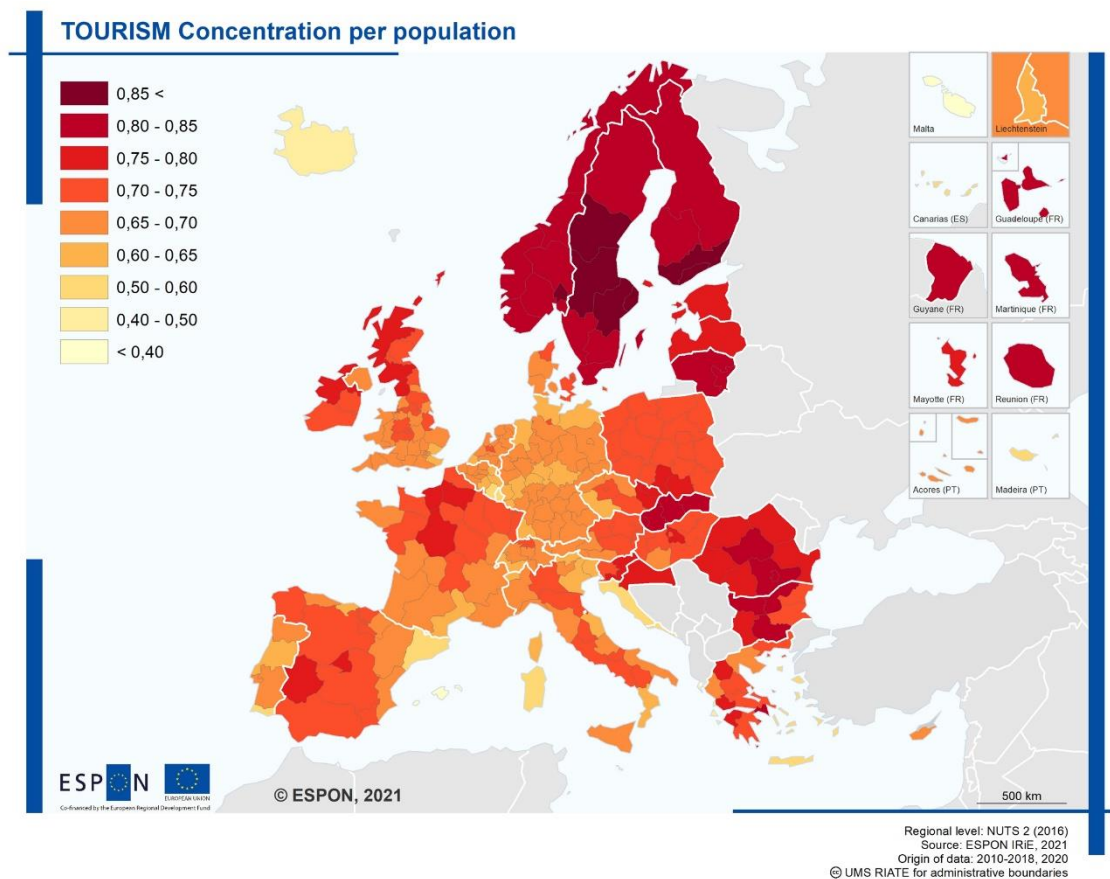 TOURISM Concentration per population
0,85 <
0,80 - 0,85
0,75 - 0,80
0,70 - 0,75
0,65 - 0,70
0,60 - 0,65
0,50 - 0,60
0,40 - 0,50
< 0,40
Malta
Liechtenstein
Canarias (ES)
Guadeloupe (FR)
Guyane (FR)
Martinique (FR)
Mayotte (FR)
Reunion (FR)
Acores (PT)
Madeira (PT)
ESPON
EUROPEAN UNION
Co-financed by the European Regional Development Fund
© ESPON, 2021
500 km
Regional level: NUTS 2 (2016)
Source: ESPON IRiE, 2021
Origin of data: 2010-2018, 2020
🄯 UMS RIATE for administrative boundaries